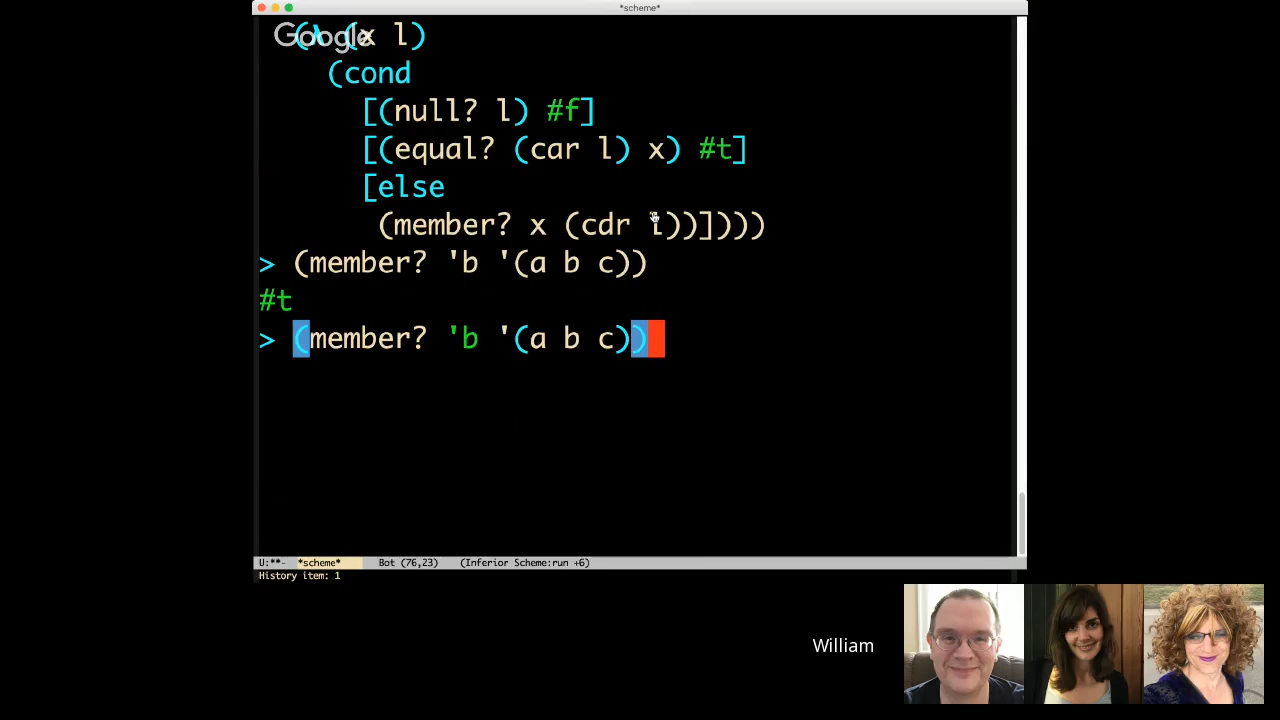 *scheme*
Google
(λ (x l)
(cond
[(null? l) #f]
[(equal? (car l) x) #t]
[else
(member? x (cdr l))])))
> (member? 'b '(a b c))
#t
> (member? 'b '(a b c))
U:**- *scheme* Bot (76,23) (Inferior Scheme:run +6)
History item: 1
William